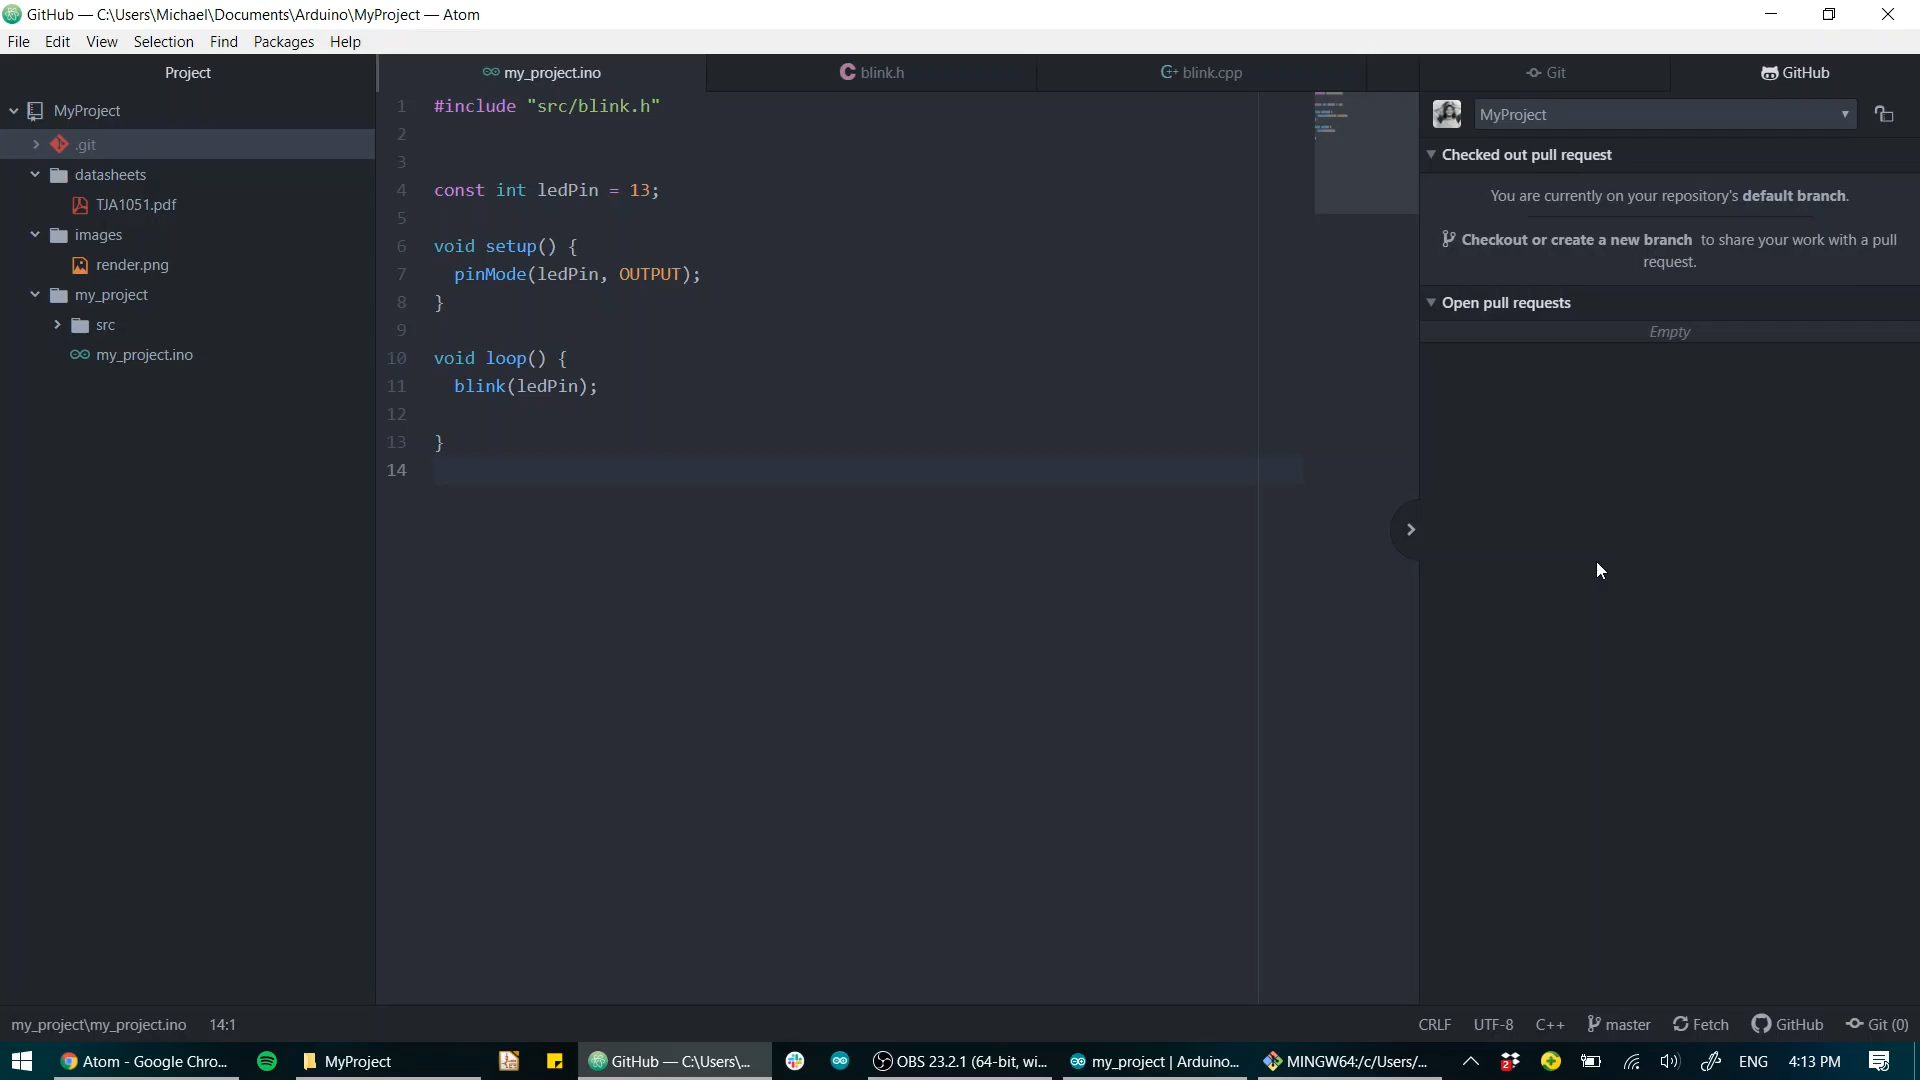 GitHub — C:\Users\Michael\Documents\Arduino\MyProject — Atom
File Edit View Selection Find Packages Help
Project
MyProject
.git
datasheets
TJA1051.pdf
images
render.png
my_project
src
my_project.ino
my_project.ino blink.h blink.cpp
1 #include "src/blink.h"
2
3
4 const int ledPin = 13;
5
6 void setup() {
7 pinMode(ledPin, OUTPUT);
8 }
9
10 void loop() {
11 blink(ledPin);
12
13 }
14
Git GitHub
MyProject
Checked out pull request
You are currently on your repository's default branch.
Checkout or create a new branch to share your work with a pull
request.
Open pull requests
Empty
my_project\my_project.ino 14:1 CRLF UTF-8 C++ master Fetch GitHub Git (0)
Atom - Google Chro... MyProject GitHub — C:\Users\... OBS 23.2.1 (64-bit, wi... my_project | Arduino... MINGW64:/c/Users/... 2 ENG 4:13 PM